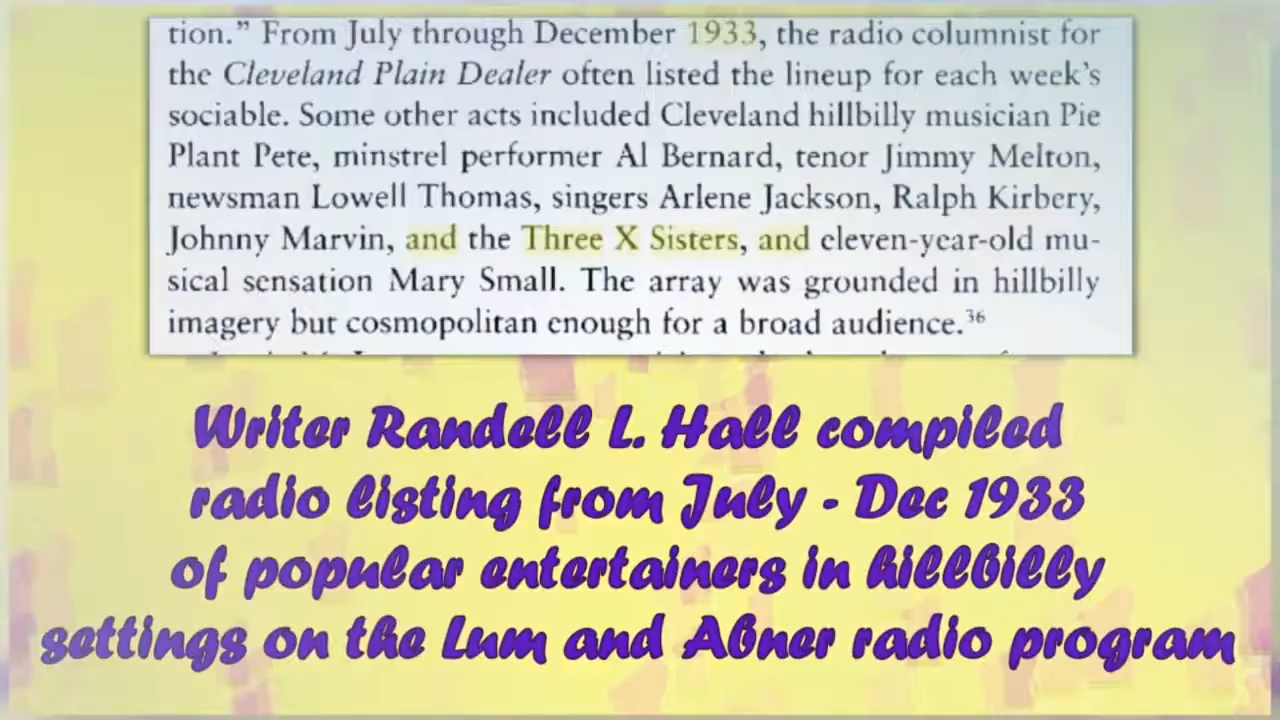 tion.” From July through December 1933, the radio columnist for
the Cleveland Plain Dealer often listed the lineup for each week’s
sociable. Some other acts included Cleveland hillbilly musician Pie
Plant Pete, minstrel performer Al Bernard, tenor Jimmy Melton,
newsman Lowell Thomas, singers Arlene Jackson, Ralph Kirbery,
Johnny Marvin, and the Three X Sisters, and eleven-year-old mu-
sical sensation Mary Small. The array was grounded in hillbilly
imagery but cosmopolitan enough for a broad audience.36
Writer Randell L. Hall compiled
radio listing from July - Dec 1933
of popular entertainers in hillbilly
settings on the Lum and Abner radio program